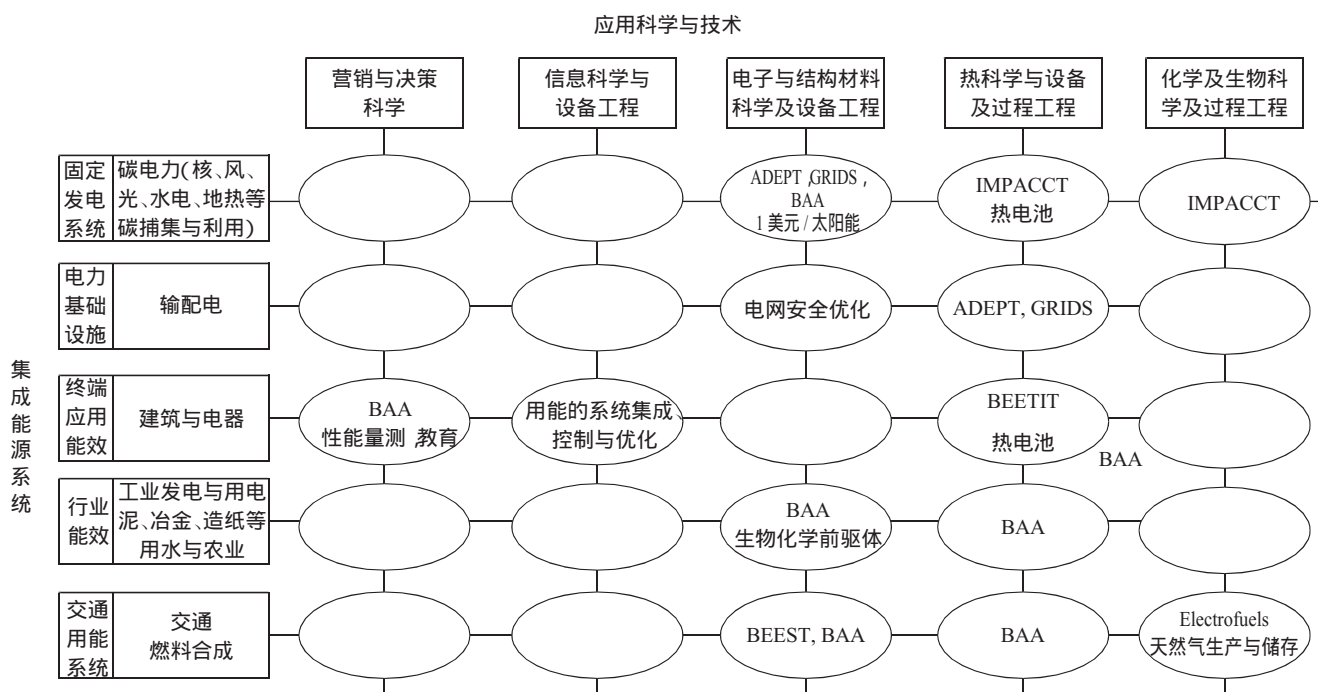 应用科学与技术
营销与决策
科学
信息科学与
设备工程
电子与结构材料
科学及设备工程
热科学与设备
及过程工程
化学及生物科
学及过程工程
集成能源系统
固定
发电
系统
碳电力(核、风、
光、水电、地热等
碳捕集与利用)
ADEPT ,GRIDS ,
BAA
1 美元 / 太阳能
IMPACCT
热电池
IMPACCT
电力
基础
设施
输配电
电网安全优化
ADEPT, GRIDS
终端
应用
能效
建筑与电器
BAA
性能量测 ,教育
用能的系统集成、
控制与优化
BEETIT
热电池
BAA
行业
能效
工业发电与用电
泥、冶金、造纸等
用水与农业
BAA
生物化学前驱体
BAA
交通
用能
系统
交通
燃料合成
BEEST, BAA
BAA
Electrofuels
天然气生产与储存